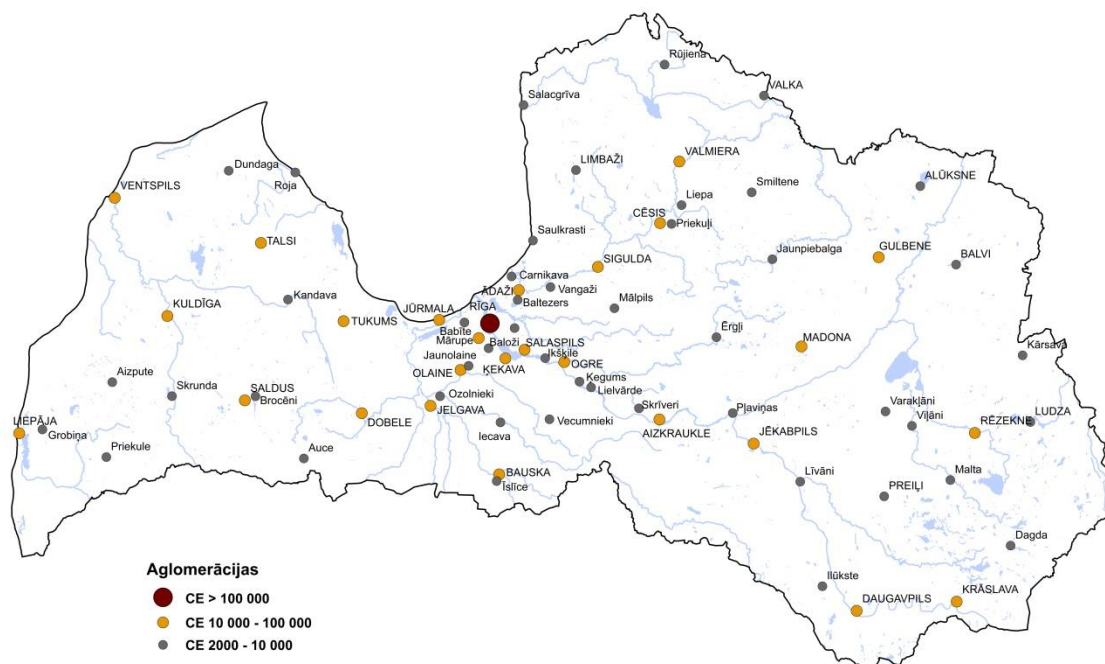 Rūjiena
VALKA
Salacgrīva
VALMIERA
LIMBAŽI
Dundaga
Roja
VENTSPILS
Smiltene
ALŪKSNE
Liepa
CĒSIS
Priekuļi
TALSI
Saulkrasti
Jaunpiebalga
GULBENE
BALVI
SIGULDA
Carnikava
ĀDAŽI
Vangaži
Baltezers
Mālpils
KULDĪGA
Kandava
TUKUMS
JŪRMALA
RĪGA
Babīte
Mārupe
Baloži
SALASPILS
Ērgļi
MADONA
Kārsava
Jaunolaine
Ikšķile
OGRE
OLAINE
ĶEKAVA
Aizpute
Skrunda
SALDUS
Brocēni
Ozolnieki
Ķegums
Lielvārde
LIEPĀJA
Grobiņa
DOBELE
JELGAVA
Iecava
Vecumnieki
Skrīveri
AIZKRAUKLE
Pļaviņas
JĒKABPILS
Varakļāni
Viļāni
LUDZA
RĒZEKNE
Priekule
Auce
BAUSKA
Īslīce
Līvāni
PREIĻI
Malta
Dagda
Ilūkste
DAUGAVPILS
KRĀSLAVA
Aglomerācijas
CE > 100 000
CE 10 000 - 100 000
CE 2000 - 10 000